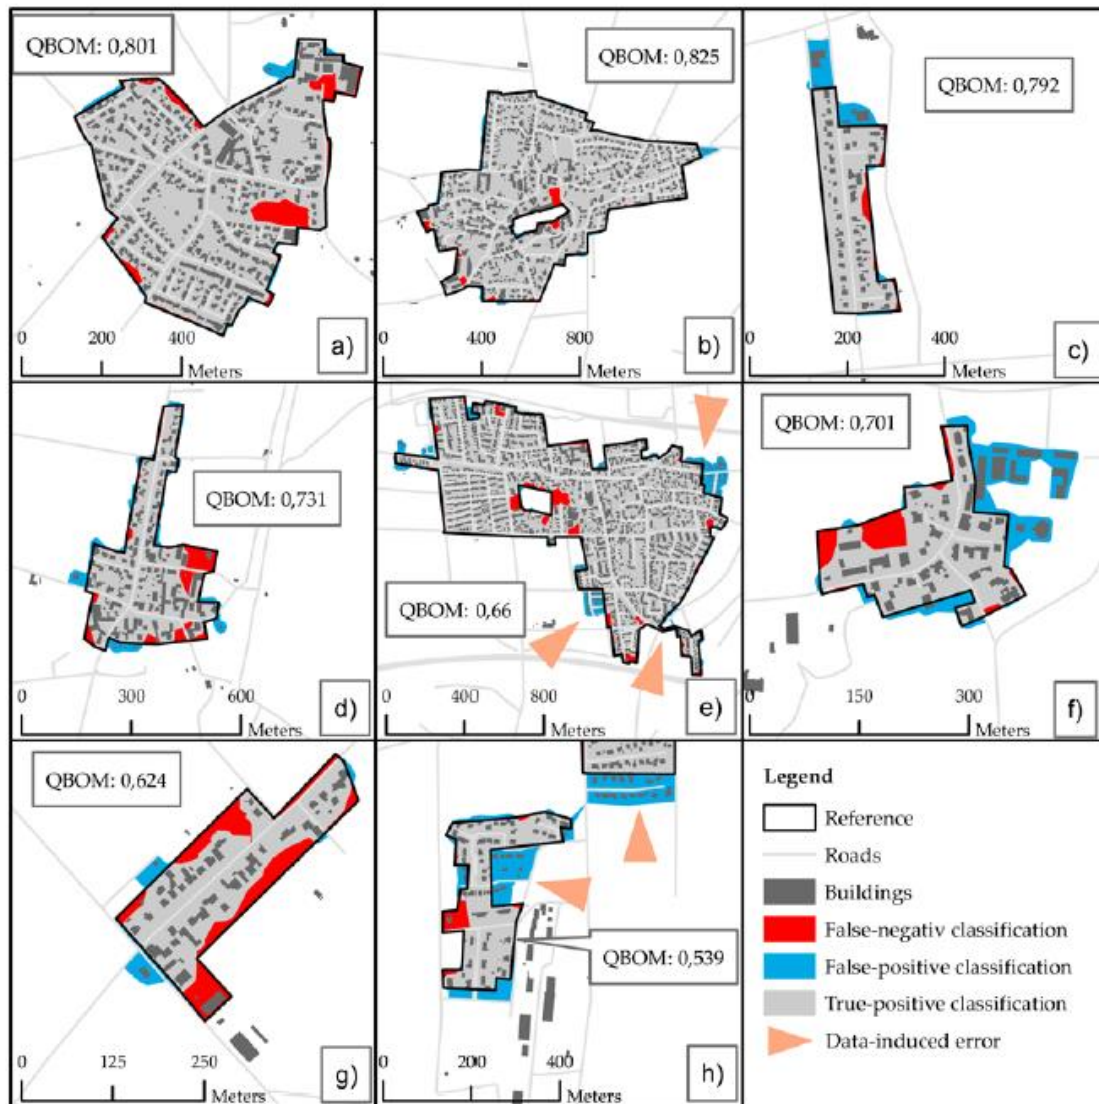 QBOM: 0,801
0 200 400
Meters
a)
QBOM: 0,825
0 400 800
Meters
b)
QBOM: 0,792
0 200 400
Meters
c)
QBOM: 0,731
0 300 600
Meters
d)
QBOM: 0,66
0 400 800
Meters
e)
QBOM: 0,701
0 150 300
Meters
f)
QBOM: 0,624
0 125 250
Meters
g)
QBOM: 0,539
0 200 400
Meters
h)
Legend
Reference
Roads
Buildings
False-negativ classification
False-positive classification
True-positive classification
Data-induced error